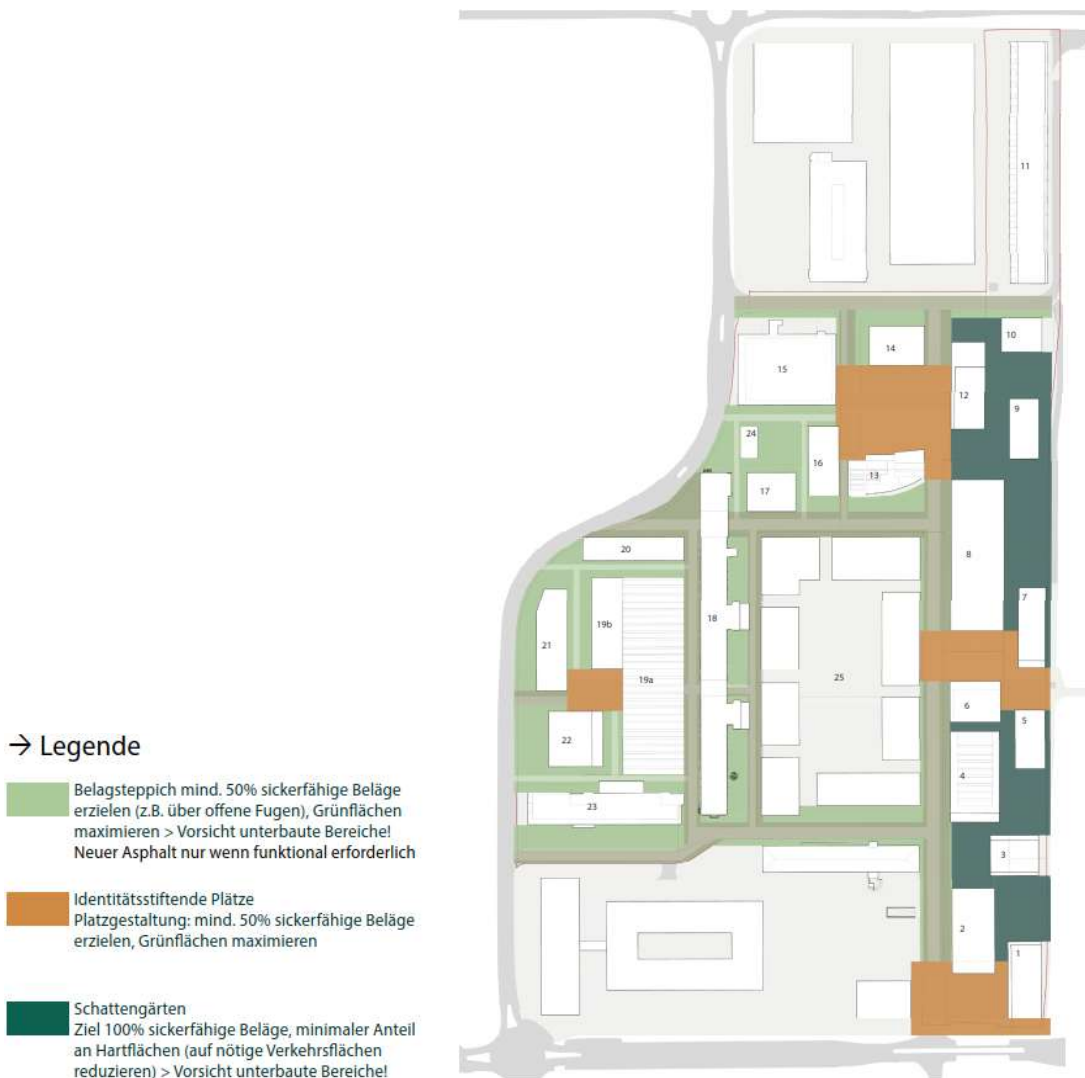 11
10
14
15
12
9
24
16
13
17
20
8
7
18
19b
21
25
19a
6
5
22
4
→ Legende
Belagsteppich mind. 50% sickerfähige Beläge
erzielen (z.B. über offene Fugen), Grünflächen
maximieren > Vorsicht unterbaute Bereiche!
Neuer Asphalt nur wenn funktional erforderlich
23
3
Identitätsstiftende Plätze
Platzgestaltung: mind. 50% sickerfähige Beläge
erzielen, Grünflächen maximieren
2
1
Schattengärten
Ziel 100% sickerfähige Beläge, minimaler Anteil
an Hartflächen (auf nötige Verkehrsflächen
reduzieren) > Vorsicht unterbaute Bereiche!